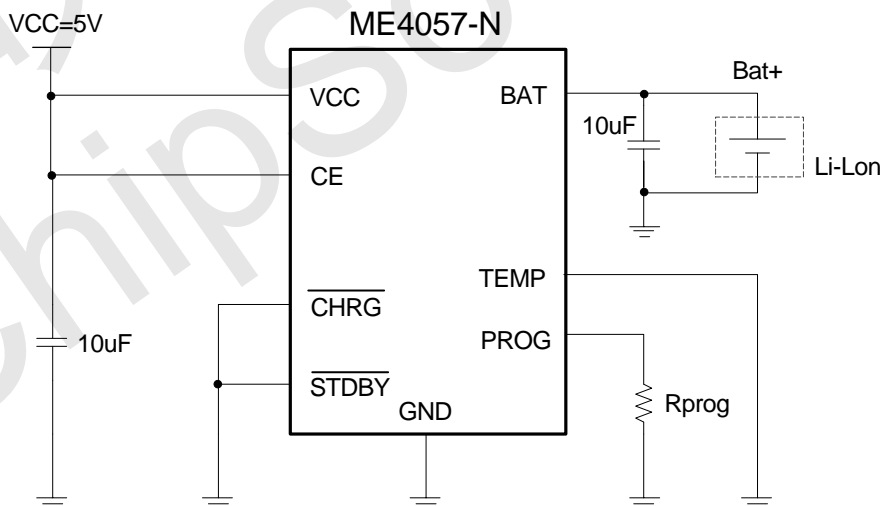 VCC=5V
ME4057-N
VCC
BAT
Bat+
10uF
CE
Li-Lon
TEMP
CHRG
PROG
10uF
STDBY
GND
Rprog